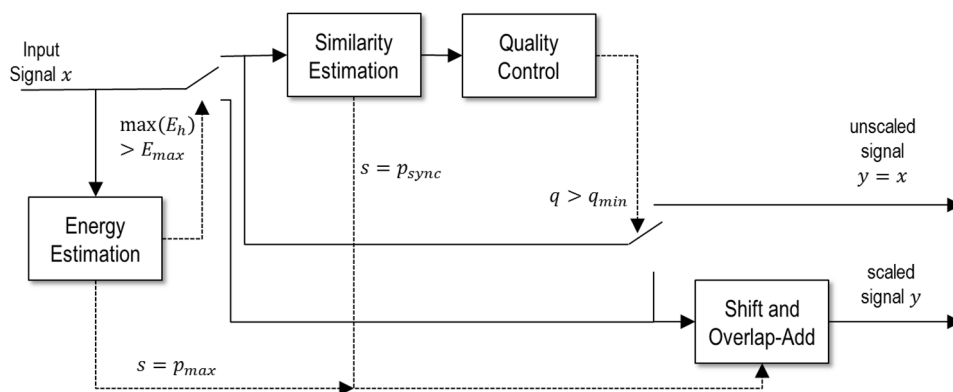 Input
Signal x
Similarity
Estimation
Quality
Control
max(E_h)
> E_max
s = p_sync
q > q_min
unscaled
signal
y = x
Energy
Estimation
Shift and
Overlap-Add
scaled
signal y
s = p_max